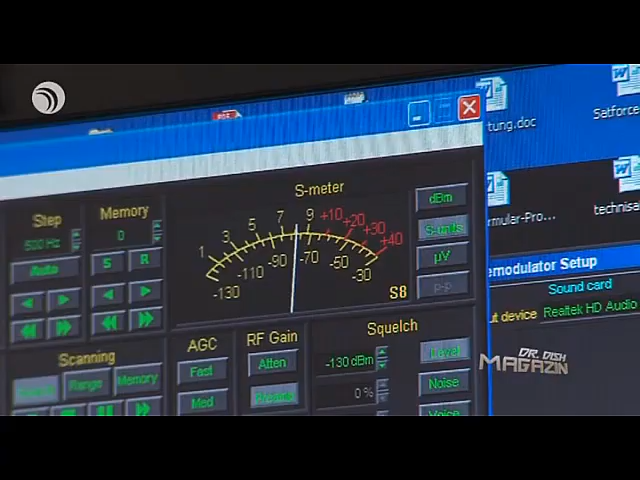 PDF
tung.doc
Satforce
S-meter
Step
Memory
dBm
500 Hz
0
1 3 5 7 9 +10 +20 +30 +40
S-units
Auto
S R
-130 -110 -90 -70 -50 -30
µV
S8
P-P
rmular-Pro...
technisa
emodulator Setup
Sound card
ut device Realtek HD Audio
Scanning
AGC
RF Gain
Squelch
Fast
Atten
-130 dBm
Level
Range
Memory
Med
0 %
Noise
Voice
DR. DISH
MAGAZIN